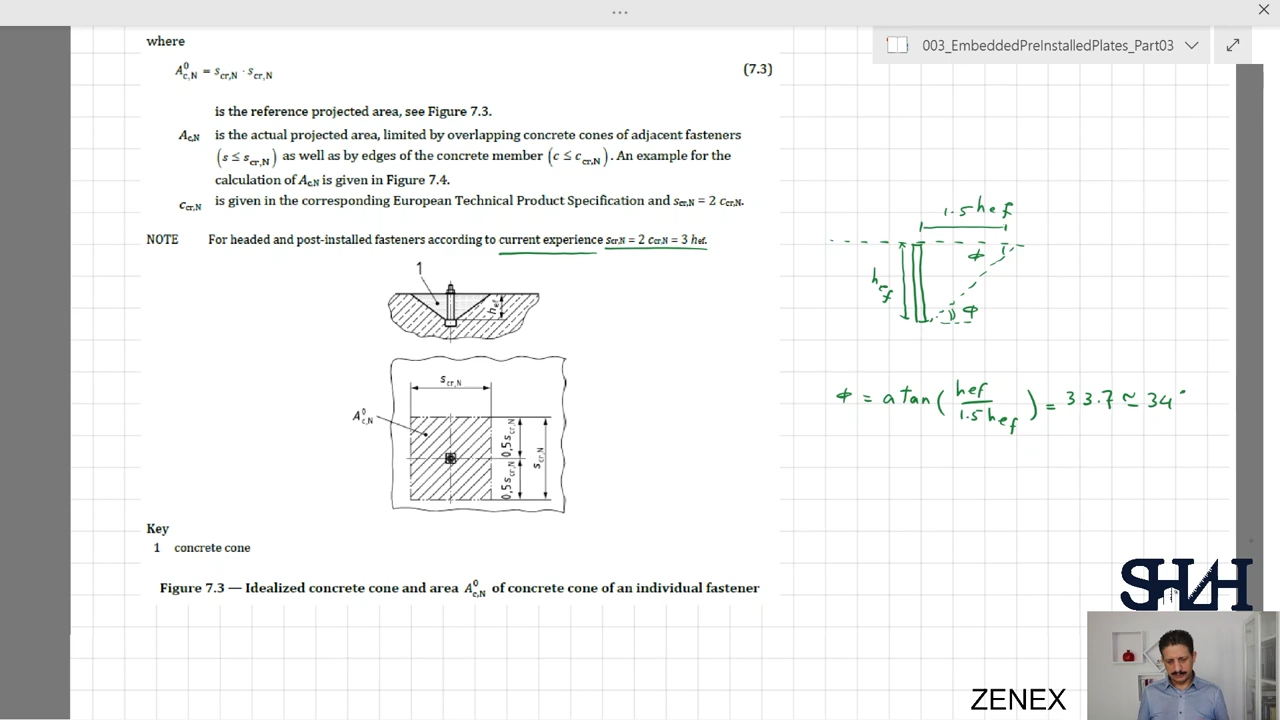 003_EmbeddedPreInstalledPlates_Part03
where
A⁰c,N = scr,N · scr,N (7.3)
is the reference projected area, see Figure 7.3.
Ac,N is the actual projected area, limited by overlapping concrete cones of adjacent fasteners
(s ≤ scr,N) as well as by edges of the concrete member (c ≤ ccr,N). An example for the
calculation of Ac,N is given in Figure 7.4.
ccr,N is given in the corresponding European Technical Product Specification and scr,N = 2 ccr,N.
NOTE For headed and post-installed fasteners according to current experience scr,N = 2 ccr,N = 3 hef.
1
hef
scr,N
A⁰c,N
0,5scr,N
0,5scr,N
scr,N
Key
1 concrete cone
Figure 7.3 — Idealized concrete cone and area A⁰c,N of concrete cone of an individual fastener
1.5hef
ϕ
hef
ϕ
ϕ = atan(hef/1.5hef) = 33.7 ≃ 34°
SHZH
ZENEX